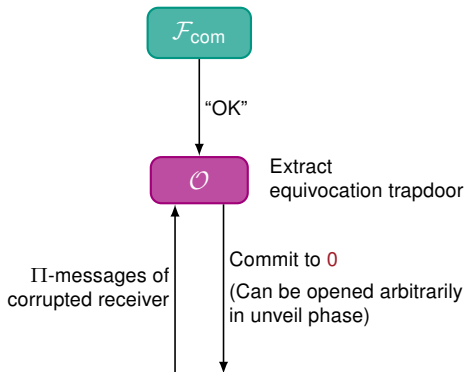 𝓕com
“OK”
𝒪
Extract
equivocation trapdoor
Π-messages of
corrupted receiver
Commit to 0
(Can be opened arbitrarily
in unveil phase)